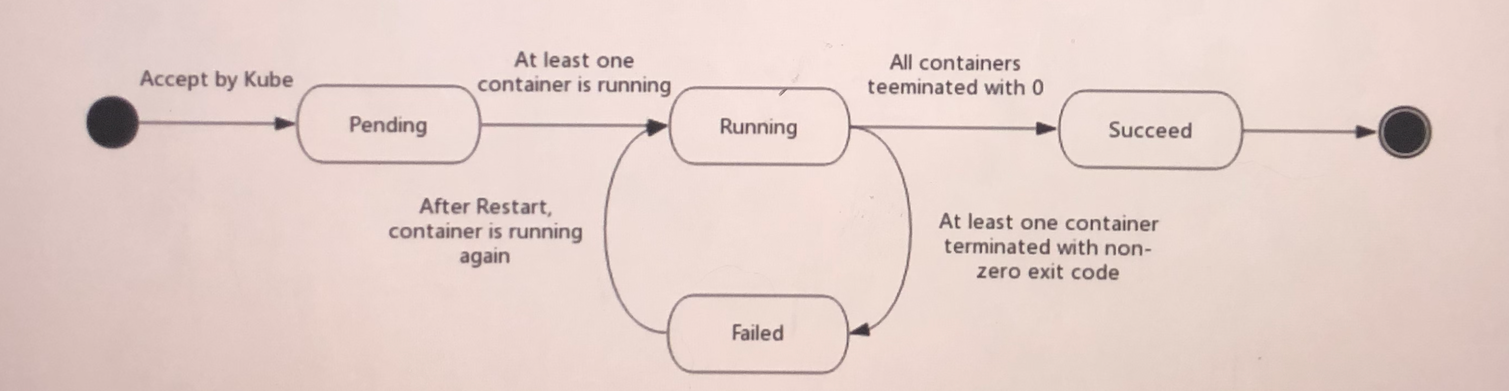 Accept by Kube
Pending
At least one
container is running
Running
All containers
teeminated with 0
Succeed
After Restart,
container is running
again
At least one container
terminated with non-
zero exit code
Failed